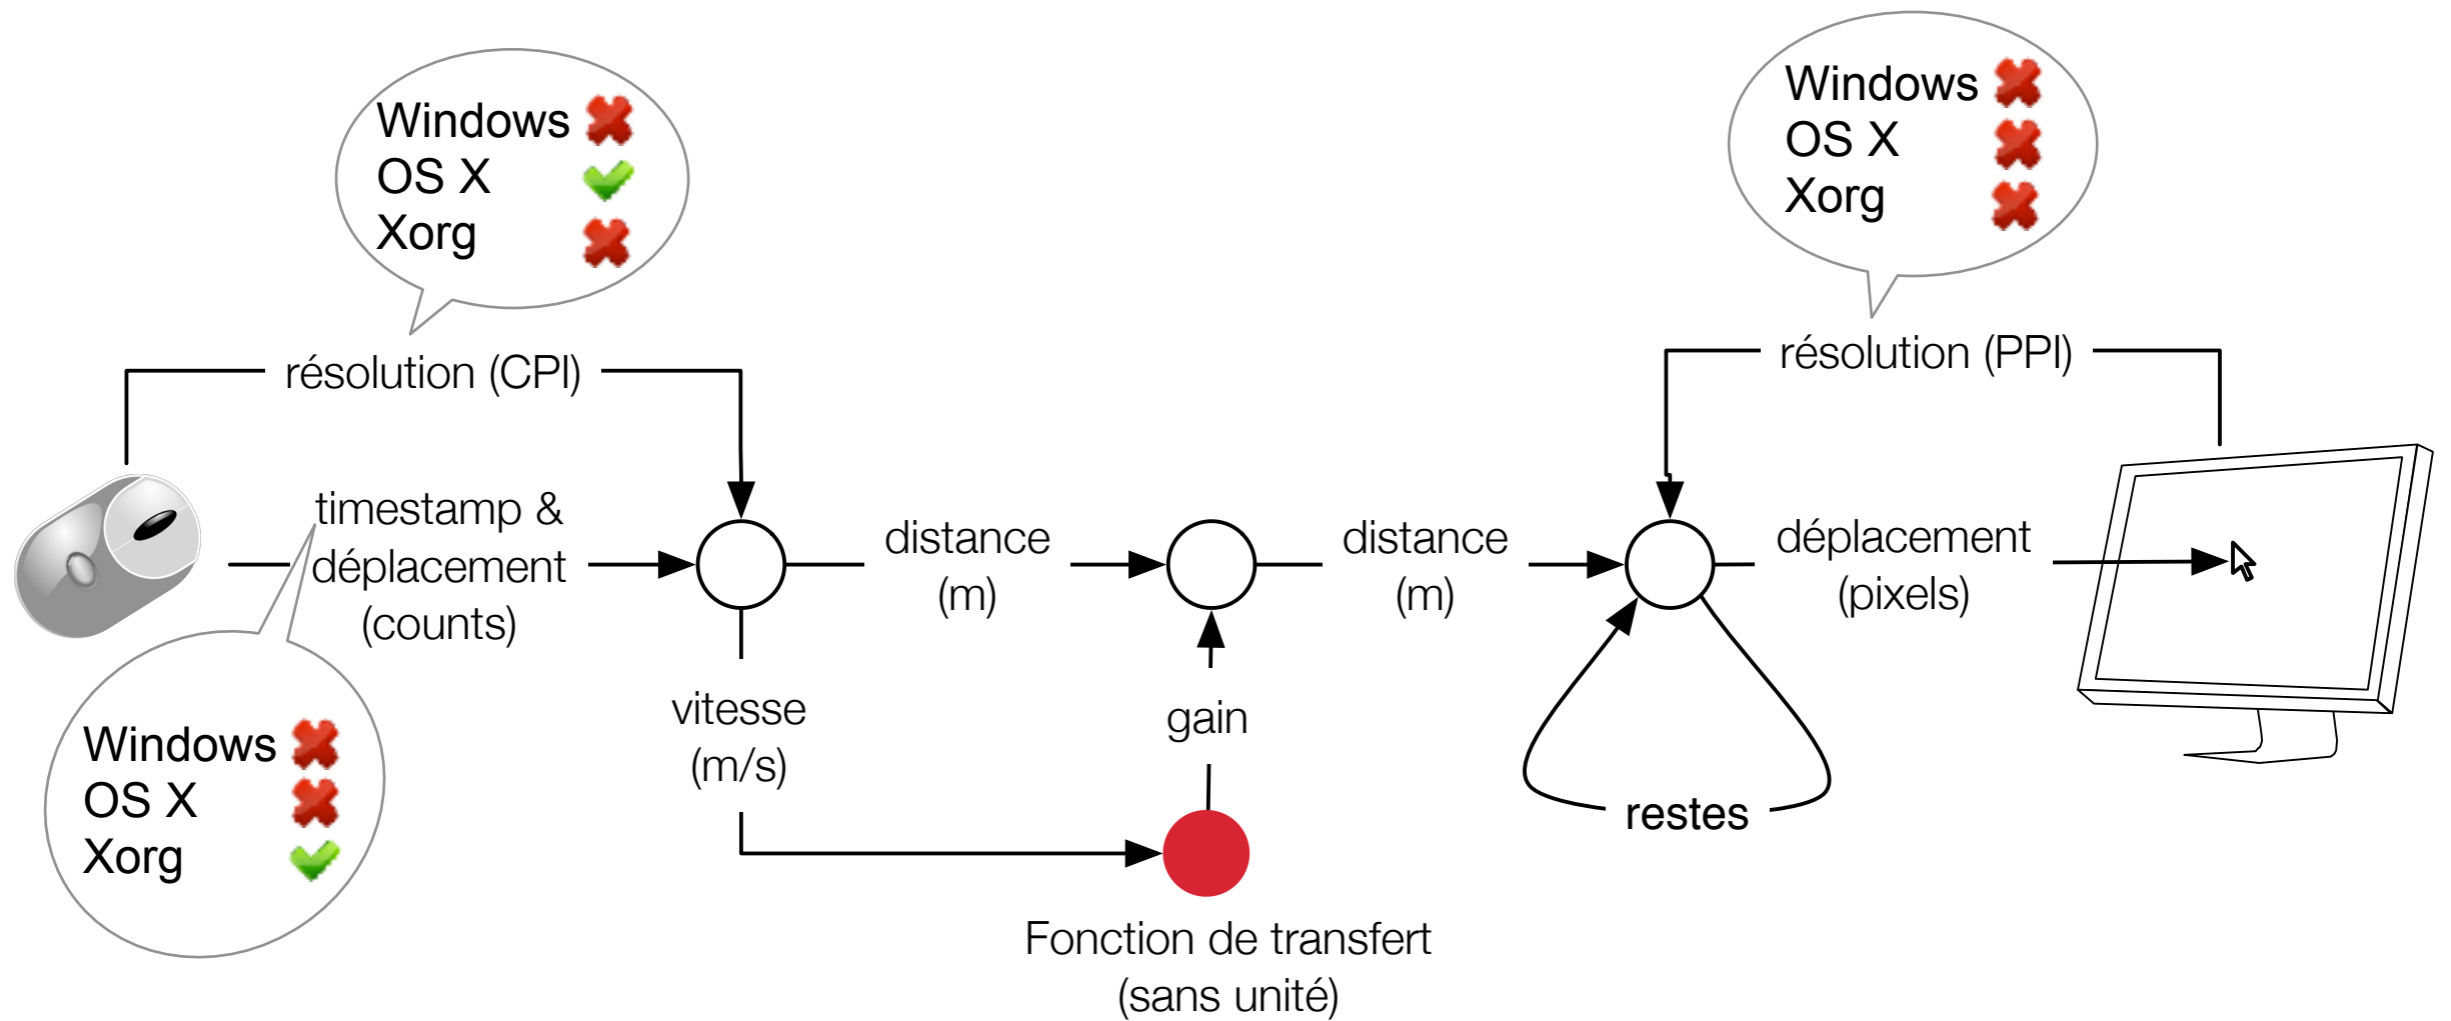 Windows
OS X
Xorg
Windows
OS X
Xorg
résolution (CPI)
résolution (PPI)
timestamp &
déplacement
(counts)
distance
(m)
distance
(m)
déplacement
(pixels)
Windows
OS X
Xorg
vitesse
(m/s)
gain
restes
Fonction de transfert
(sans unité)